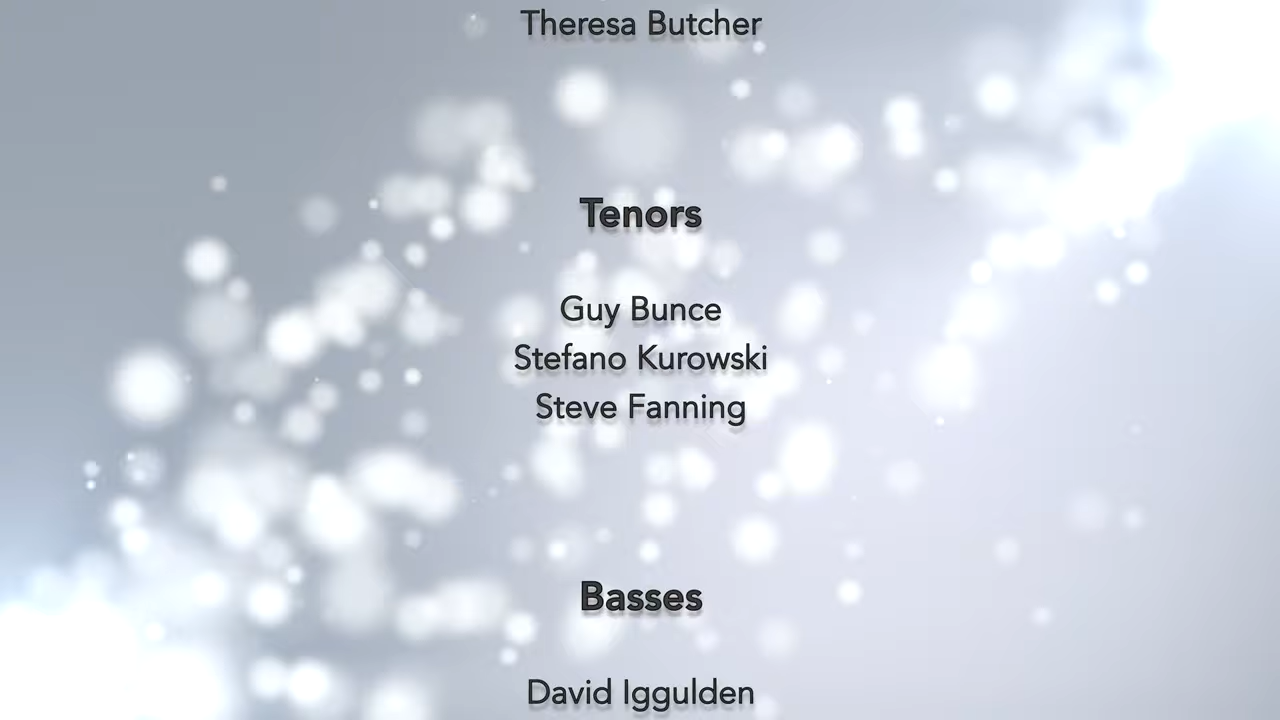 Theresa Butcher
Tenors
Guy Bunce
Stefano Kurowski
Steve Fanning
Basses
David Iggulden